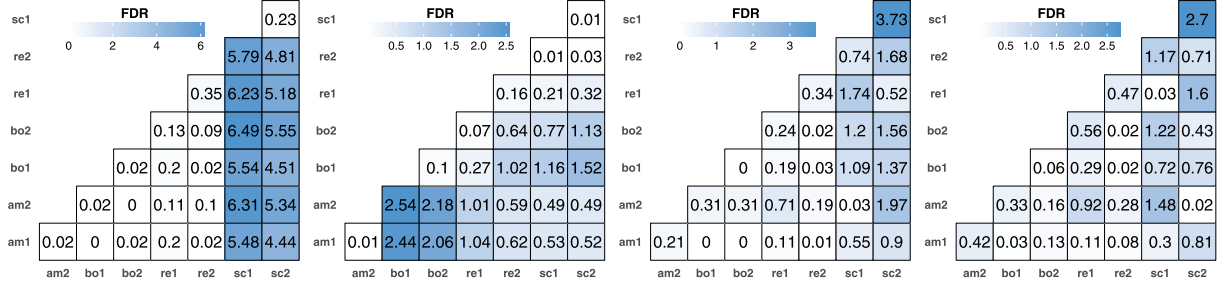 FDR
0 2 4 6
sc1 0.23
re2 5.79 4.81
re1 0.35 6.23 5.18
bo2 0.13 0.09 6.49 5.55
bo1 0.02 0.2 0.02 5.54 4.51
am2 0.02 0 0.11 0.1 6.31 5.34
am1 0.02 0 0.02 0.2 0.02 5.48 4.44
am2 bo1 bo2 re1 re2 sc1 sc2
FDR
0.5 1.0 1.5 2.0 2.5
sc1 0.01
re2 0.01 0.03
re1 0.16 0.21 0.32
bo2 0.07 0.64 0.77 1.13
bo1 0.1 0.27 1.02 1.16 1.52
am2 2.54 2.18 1.01 0.59 0.49 0.49
am1 0.01 2.44 2.06 1.04 0.62 0.53 0.52
am2 bo1 bo2 re1 re2 sc1 sc2
FDR
0 1 2 3
sc1 3.73
re2 0.74 1.68
re1 0.34 1.74 0.52
bo2 0.24 0.02 1.2 1.56
bo1 0 0.19 0.03 1.09 1.37
am2 0.31 0.31 0.71 0.19 0.03 1.97
am1 0.21 0 0 0.11 0.01 0.55 0.9
am2 bo1 bo2 re1 re2 sc1 sc2
FDR
0.5 1.0 1.5 2.0 2.5
sc1 2.7
re2 1.17 0.71
re1 0.47 0.03 1.6
bo2 0.56 0.02 1.22 0.43
bo1 0.06 0.29 0.02 0.72 0.76
am2 0.33 0.16 0.92 0.28 1.48 0.02
am1 0.42 0.03 0.13 0.11 0.08 0.3 0.81
am2 bo1 bo2 re1 re2 sc1 sc2